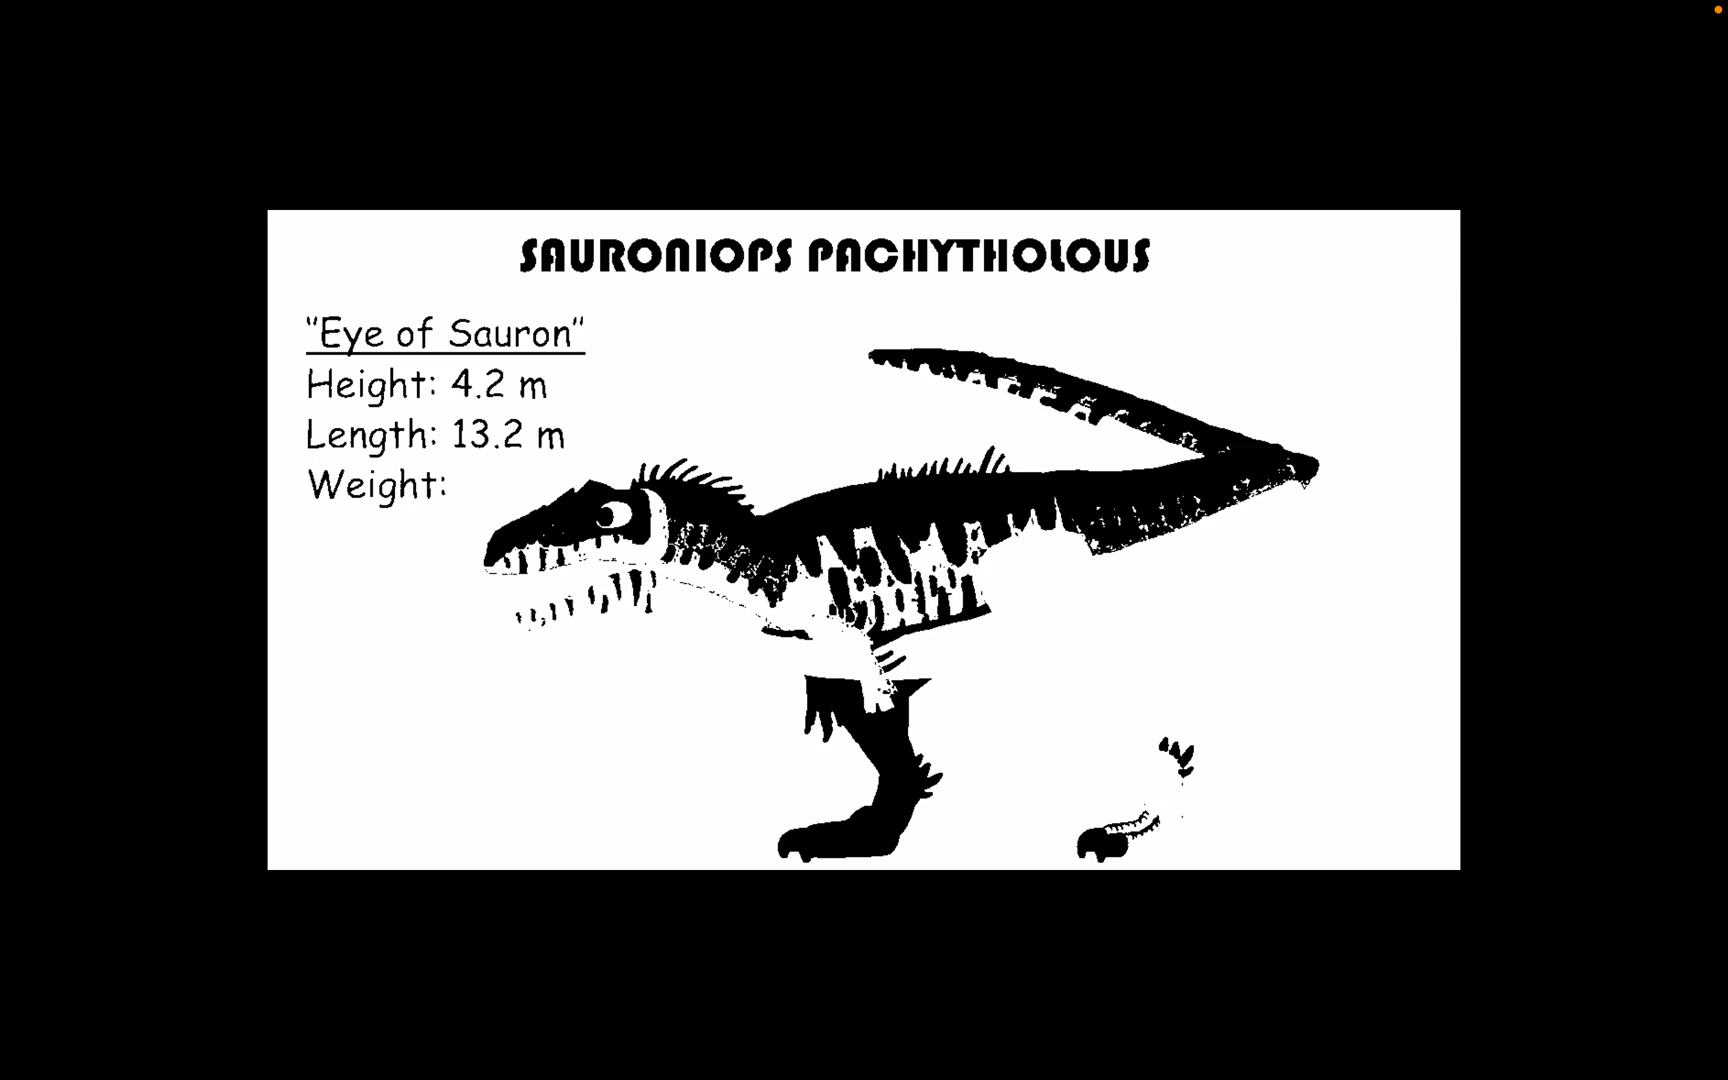 SAURONIOPS PACHYTHOLOUS
"Eye of Sauron"
Height: 4.2 m
Length: 13.2 m
Weight: